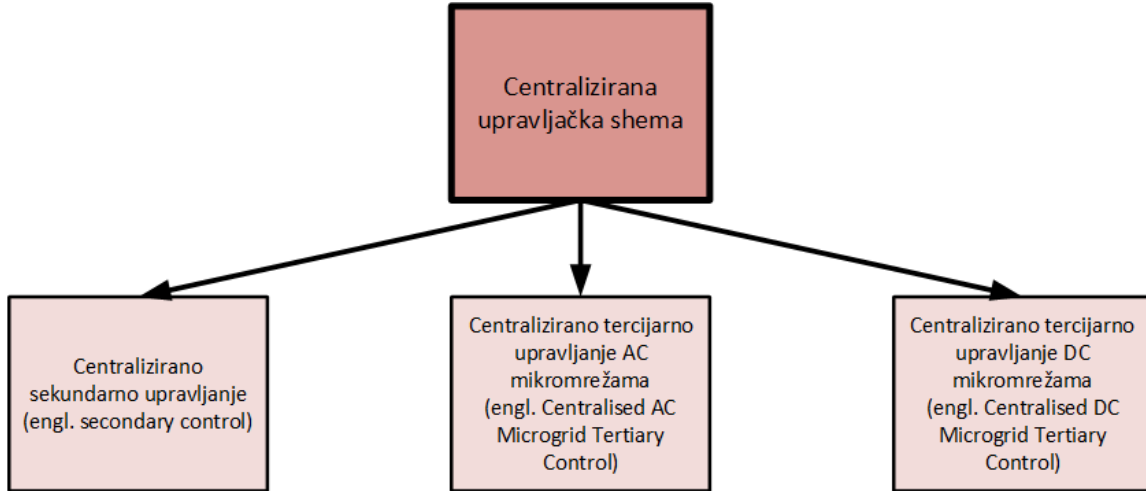 Centralizirana
upravljačka shema
Centralizirano
sekundarno upravljanje
(engl. secondary control)
Centralizirano tercijarno
upravljanje AC
mikromrežama
(engl. Centralised AC
Microgrid Tertiary
Control)
Centralizirano tercijarno
upravljanje DC
mikromrežama
(engl. Centralised DC
Microgrid Tertiary
Control)